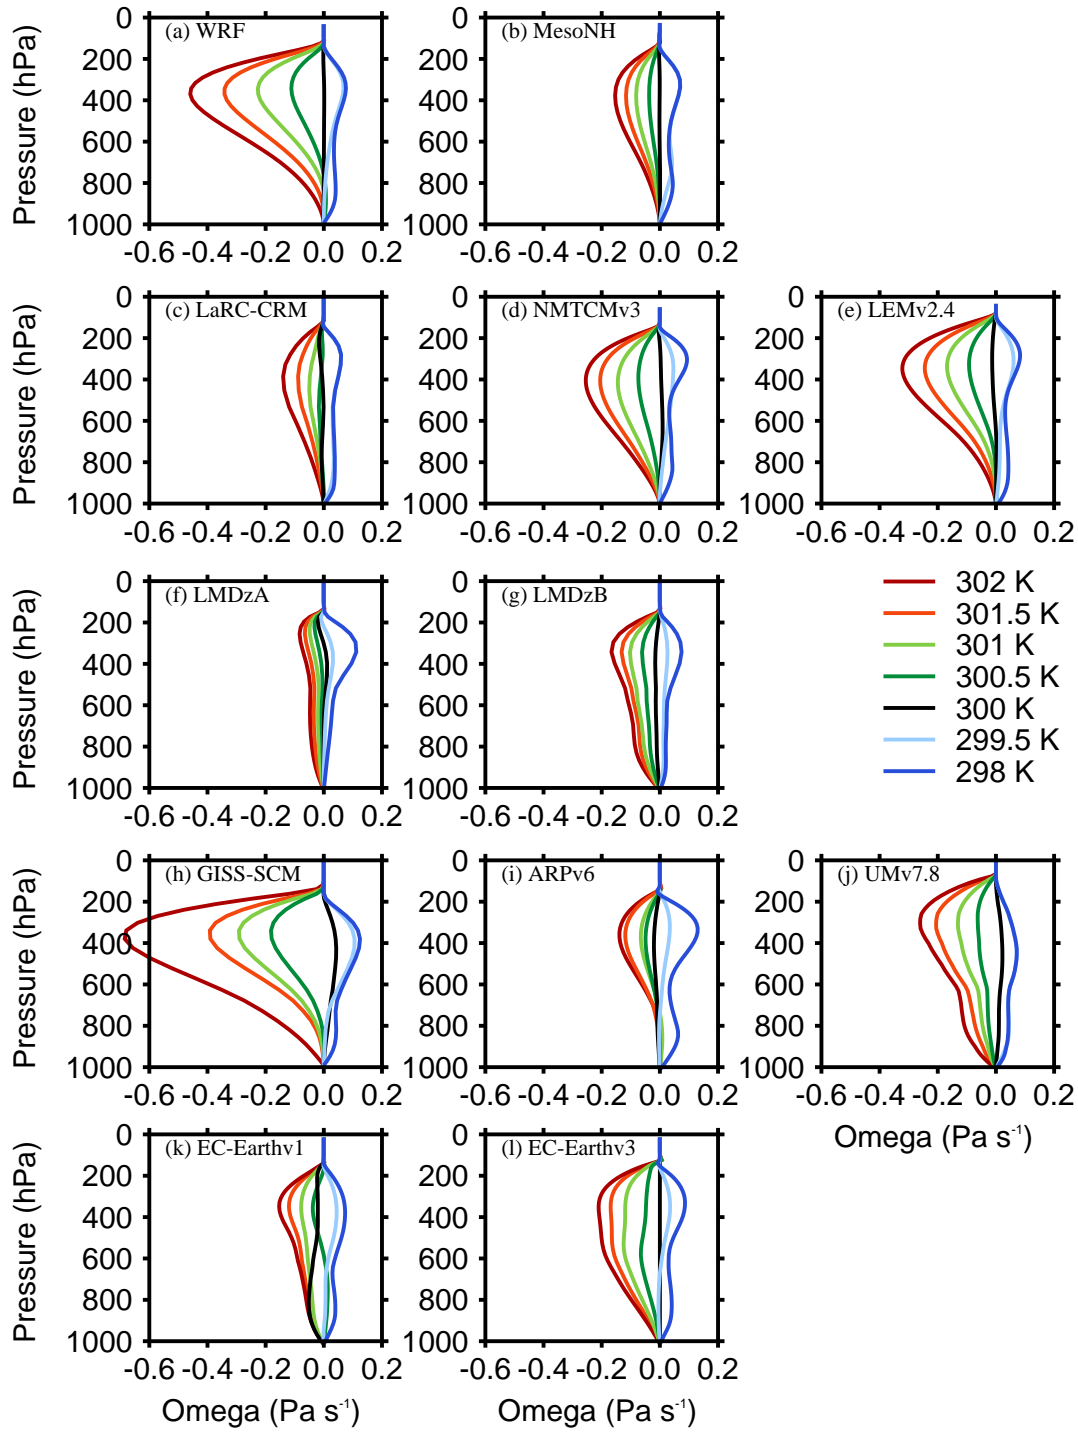 0 (a) WRF 0 (b) MesoNH
200 200
400 400
600 600
800 800
1000 1000
Pressure (hPa)
-0.6 -0.4 -0.2 0.0 0.2 -0.6 -0.4 -0.2 0.0 0.2
0 (c) LaRC-CRM 0 (d) NMTCMv3 0 (e) LEMv2.4
200 200 200
400 400 400
600 600 600
800 800 800
1000 1000 1000
Pressure (hPa)
-0.6 -0.4 -0.2 0.0 0.2 -0.6 -0.4 -0.2 0.0 0.2 -0.6 -0.4 -0.2 0.0 0.2
0 (f) LMDzA 0 (g) LMDzB
200 200
400 400
600 600
800 800
1000 1000
Pressure (hPa)
-0.6 -0.4 -0.2 0.0 0.2 -0.6 -0.4 -0.2 0.0 0.2
302 K
301.5 K
301 K
300.5 K
300 K
299.5 K
298 K
0 (h) GISS-SCM 0 (i) ARPv6 0 (j) UMv7.8
200 200 200
400 400 400
600 600 600
800 800 800
1000 1000 1000
Pressure (hPa)
-0.6 -0.4 -0.2 0.0 0.2 -0.6 -0.4 -0.2 0.0 0.2 -0.6 -0.4 -0.2 0.0 0.2
Omega (Pa s⁻¹)
0 (k) EC-Earthv1 0 (l) EC-Earthv3
200 200
400 400
600 600
800 800
1000 1000
Pressure (hPa)
-0.6 -0.4 -0.2 0.0 0.2 -0.6 -0.4 -0.2 0.0 0.2
Omega (Pa s⁻¹) Omega (Pa s⁻¹)